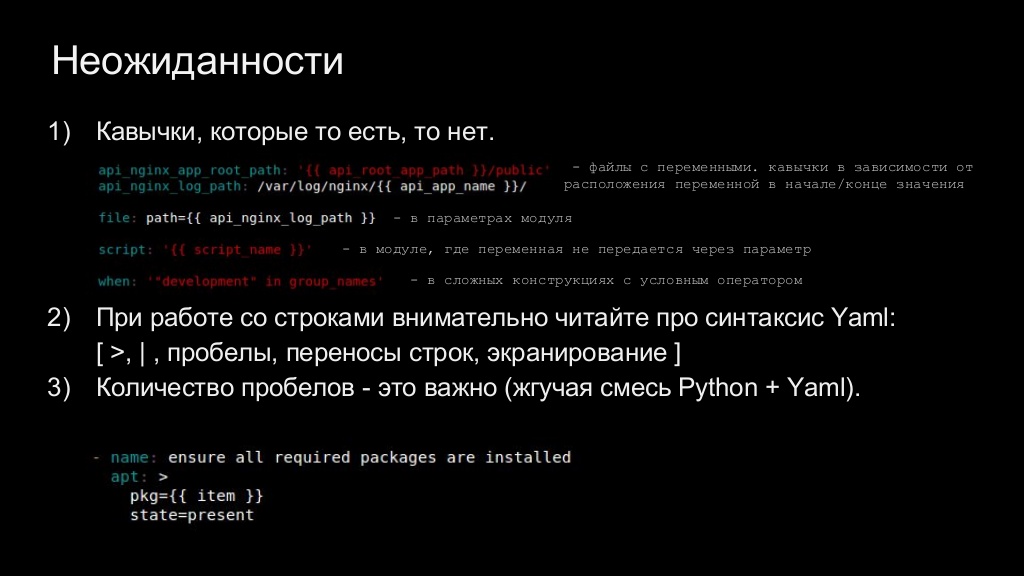 Неожиданности
1) Кавычки, которые то есть, то нет.
api_nginx_app_root_path: '{{ api_root_app_path }}/public' - файлы с переменными. кавычки в зависимости от
api_nginx_log_path: /var/log/nginx/{{ api_app_name }}/ расположения переменной в начале/конце значения
file: path={{ api_nginx_log_path }} - в параметрах модуля
script: '{{ script_name }}' - в модуле, где переменная не передается через параметр
when: '"development" in group_names' - в сложных конструкциях с условным оператором
2) При работе со строками внимательно читайте про синтаксис Yaml:
[ >, | , пробелы, переносы строк, экранирование ]
3) Количество пробелов - это важно (жгучая смесь Python + Yaml).
- name: ensure all required packages are installed
apt: >
pkg={{ item }}
state=present